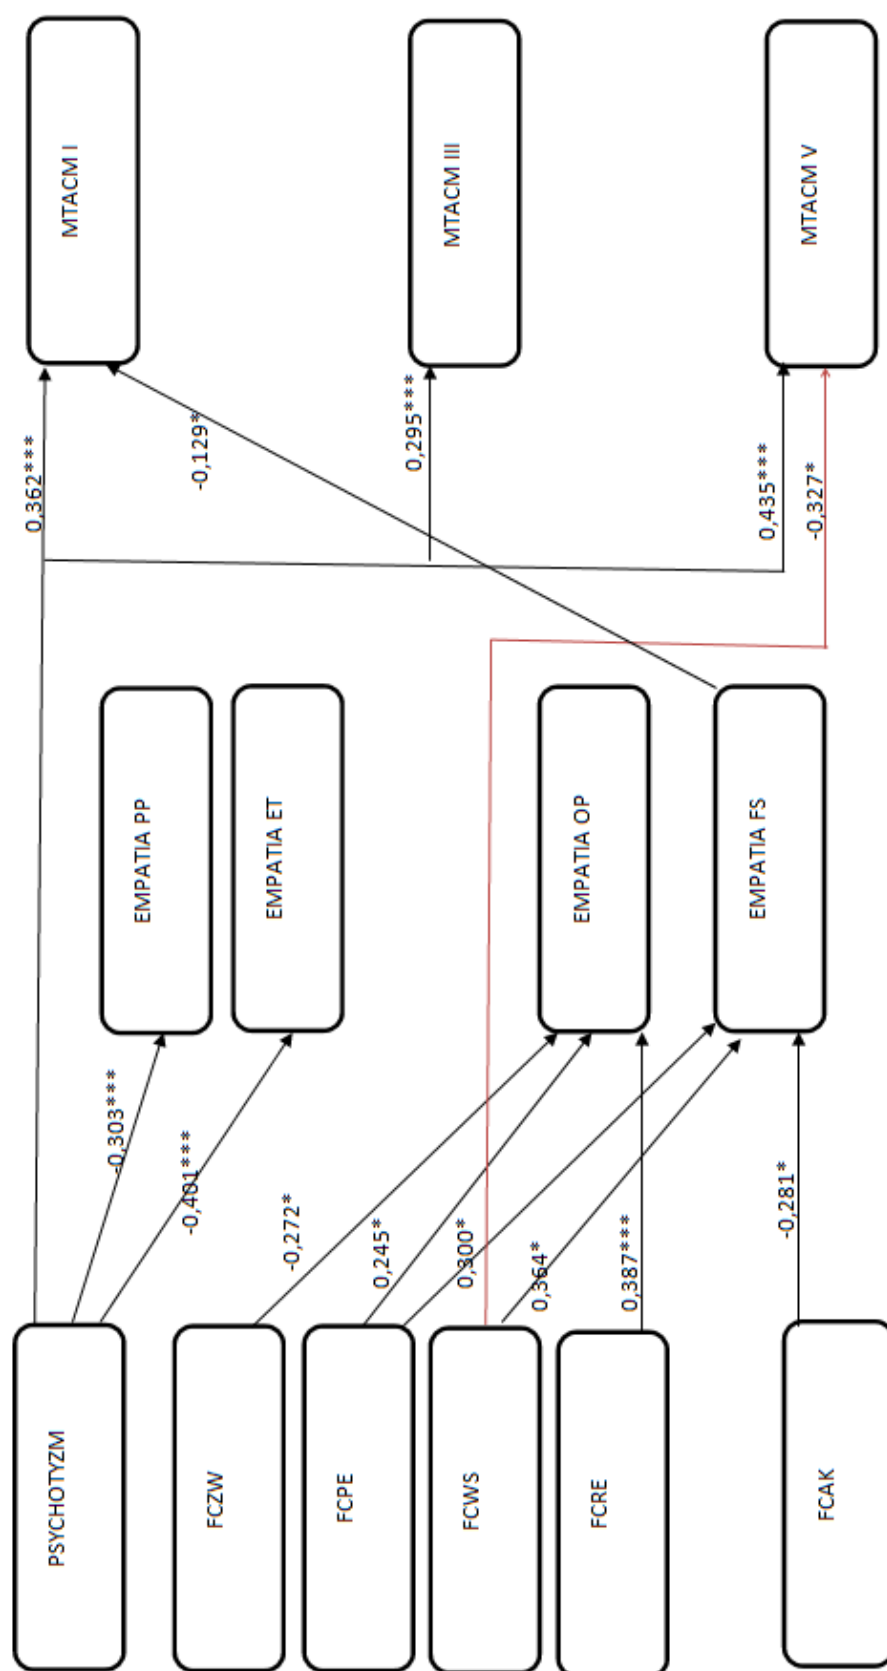 MTACM I
MTACM III
MTACM V
0,362***
-0,129*
0,295***
0,435***
-0,327*
EMPATIA PP
EMPATIA ET
EMPATIA OP
EMPATIA FS
-0,303***
-0,401***
-0,272*
0,245*
0,300*
0,364*
0,387***
-0,281*
PSYCHOTYZM
FCZW
FCPE
FCWS
FCRE
FCAK